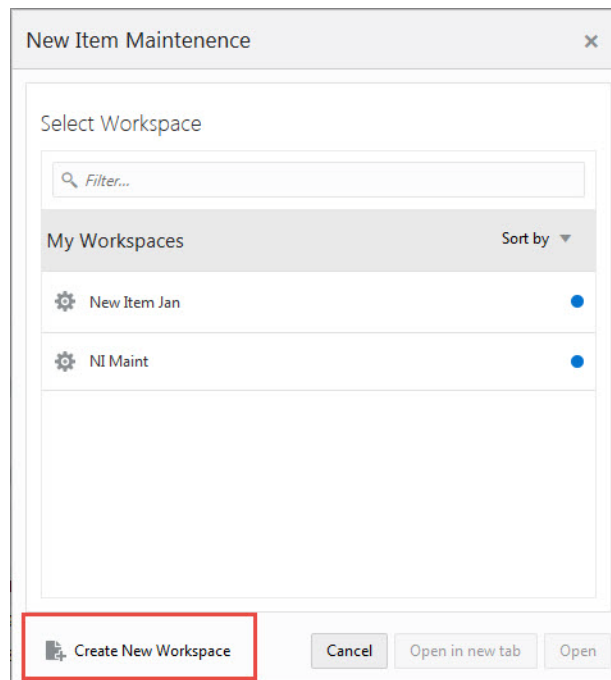 New Item Maintenence
Select Workspace
Filter...
My Workspaces Sort by
New Item Jan
NI Maint
Create New Workspace Cancel Open in new tab Open